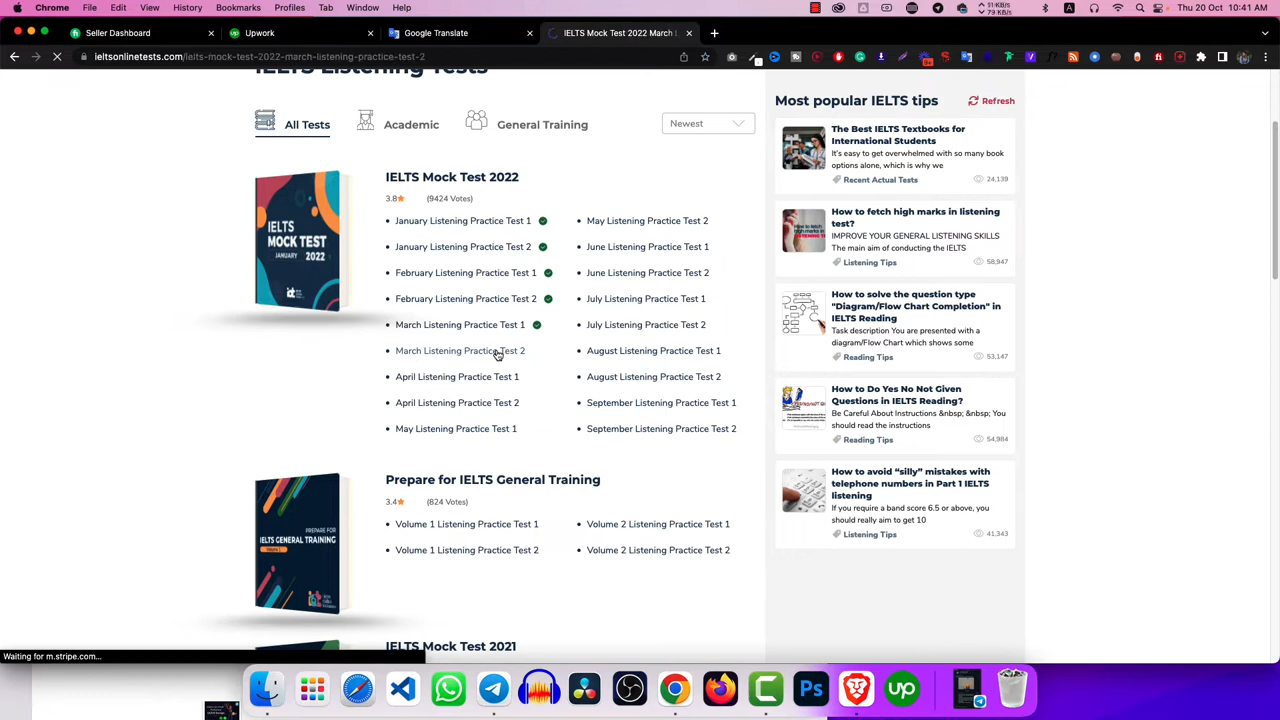 Chrome File Edit View History Bookmarks Profiles Tab Window Help
11 KB/s
79 KB/s
Thu 20 Oct 10:41 AM
Seller Dashboard
Upwork
Google Translate
IELTS Mock Test 2022 March L
ieltsonlinetests.com/ielts-mock-test-2022-march-listening-practice-test-2
IELTS Listening Tests
All Tests
Academic
General Training
Newest
IELTS MOCK TEST
JANUARY 2022
IELTS Mock Test 2022
3.8 (9424 Votes)
January Listening Practice Test 1
January Listening Practice Test 2
February Listening Practice Test 1
February Listening Practice Test 2
March Listening Practice Test 1
March Listening Practice Test 2
April Listening Practice Test 1
April Listening Practice Test 2
May Listening Practice Test 1
May Listening Practice Test 2
June Listening Practice Test 1
June Listening Practice Test 2
July Listening Practice Test 1
July Listening Practice Test 2
August Listening Practice Test 1
August Listening Practice Test 2
September Listening Practice Test 1
September Listening Practice Test 2
PREPARE FOR
IELTS GENERAL TRAINING
Prepare for IELTS General Training
3.4 (824 Votes)
Volume 1 Listening Practice Test 1
Volume 1 Listening Practice Test 2
Volume 2 Listening Practice Test 1
Volume 2 Listening Practice Test 2
IELTS Mock Test 2021
Most popular IELTS tips
Refresh
The Best IELTS Textbooks for
International Students
It's easy to get overwhelmed with so many book
options alone, which is why we
Recent Actual Tests
24,139
How to fetch high marks in listening
test?
IMPROVE YOUR GENERAL LISTENING SKILLS
The main aim of conducting the IELTS
Listening Tips
58,947
How to solve the question type
"Diagram/Flow Chart Completion" in
IELTS Reading
Task description You are presented with a
diagram/Flow Chart which shows some
Reading Tips
53,147
How to Do Yes No Not Given
Questions in IELTS Reading?
Be Careful About Instructions &nbsp; &nbsp; You
should read the instructions
Reading Tips
54,984
How to avoid “silly” mistakes with
telephone numbers in Part 1 IELTS
listening
If you require a band score 6.5 or above, you
should really aim to get 10
Listening Tips
41,343
Waiting for m.stripe.com...
Ps
up